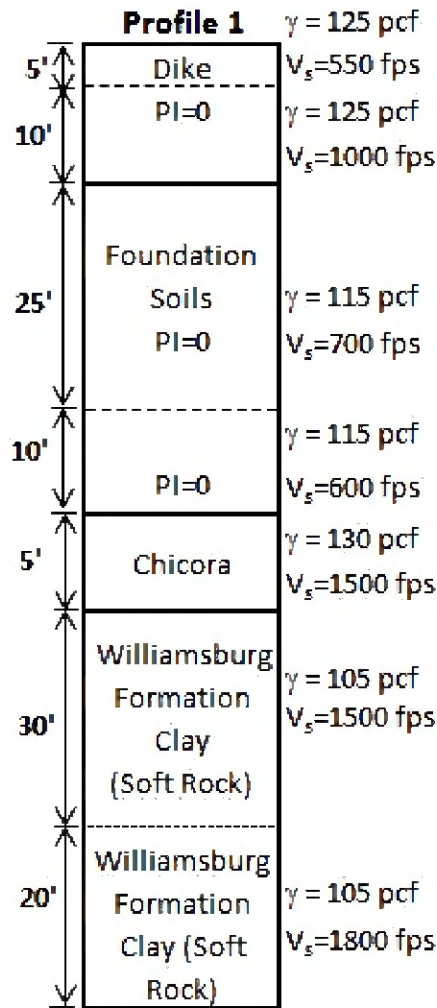 Profile 1
γ = 125 pcf
5'
Dike
Vs=550 fps
PI=0
γ = 125 pcf
10'
Vs=1000 fps
Foundation
Soils
PI=0
25'
γ = 115 pcf
Vs=700 fps
10'
γ = 115 pcf
PI=0
Vs=600 fps
5'
Chicora
γ = 130 pcf
Vs=1500 fps
Williamsburg
Formation
Clay
(Soft Rock)
30'
γ = 105 pcf
Vs=1500 fps
Williamsburg
Formation
Clay (Soft
Rock)
20'
γ = 105 pcf
Vs=1800 fps